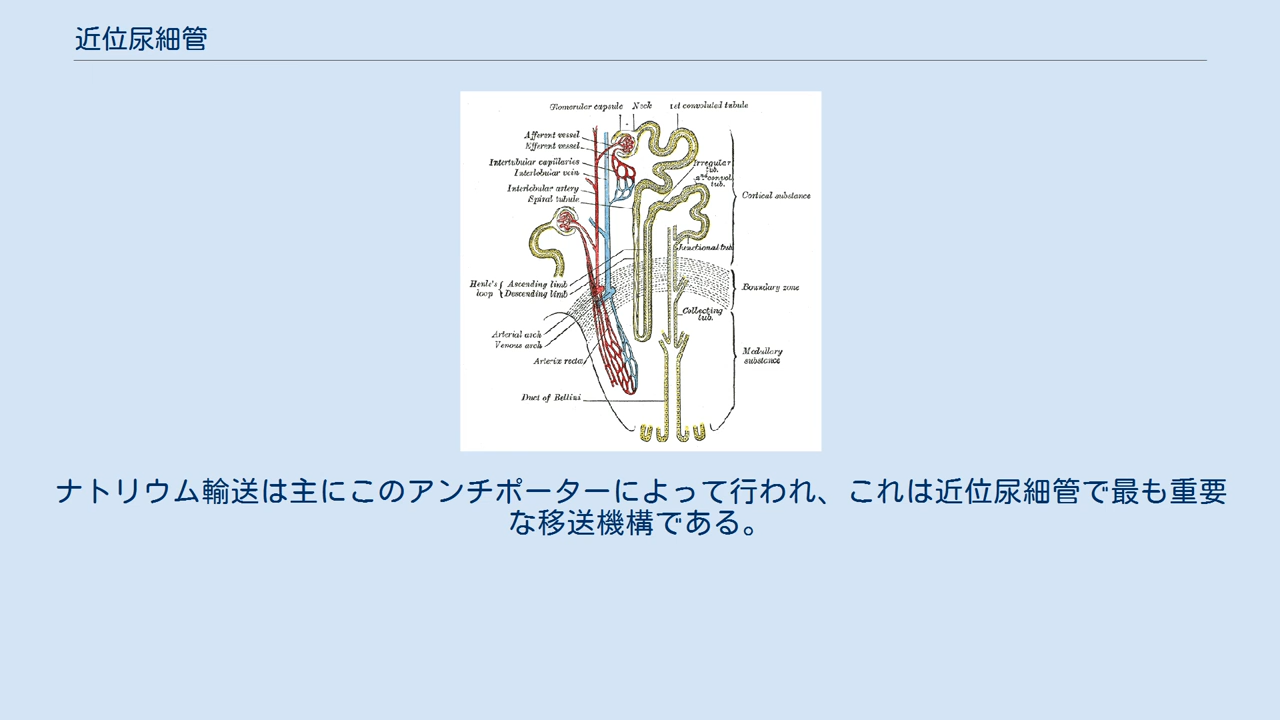 近位尿細管
Glomerular capsule Neck 1st convoluted tubule
Afferent vessel
Efferent vessel
Intertubular capillaries
Interlobular vein
Interlobular artery
Spiral tubule
Irregular
tub.
2nd convol.
tub.
Cortical substance
Junctional tub.
Henle's Ascending limb
loop Descending limb
Boundary zone
Collecting
tub.
Arterial arch
Venous arch
Arteriæ rectæ
Medullary
substance
Duct of Bellini
ナトリウム輸送は主にこのアンチポーターによって行われ、これは近位尿細管で最も重要
な移送機構である。